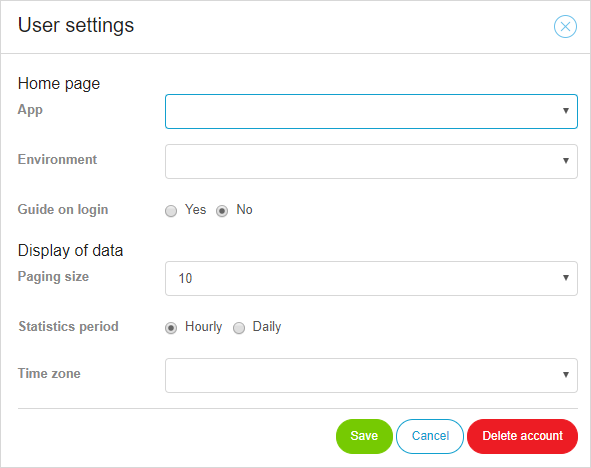 User settings
Home page
App
Environment
Guide on login Yes No
Display of data
Paging size 10
Statistics period Hourly Daily
Time zone
Save Cancel Delete account